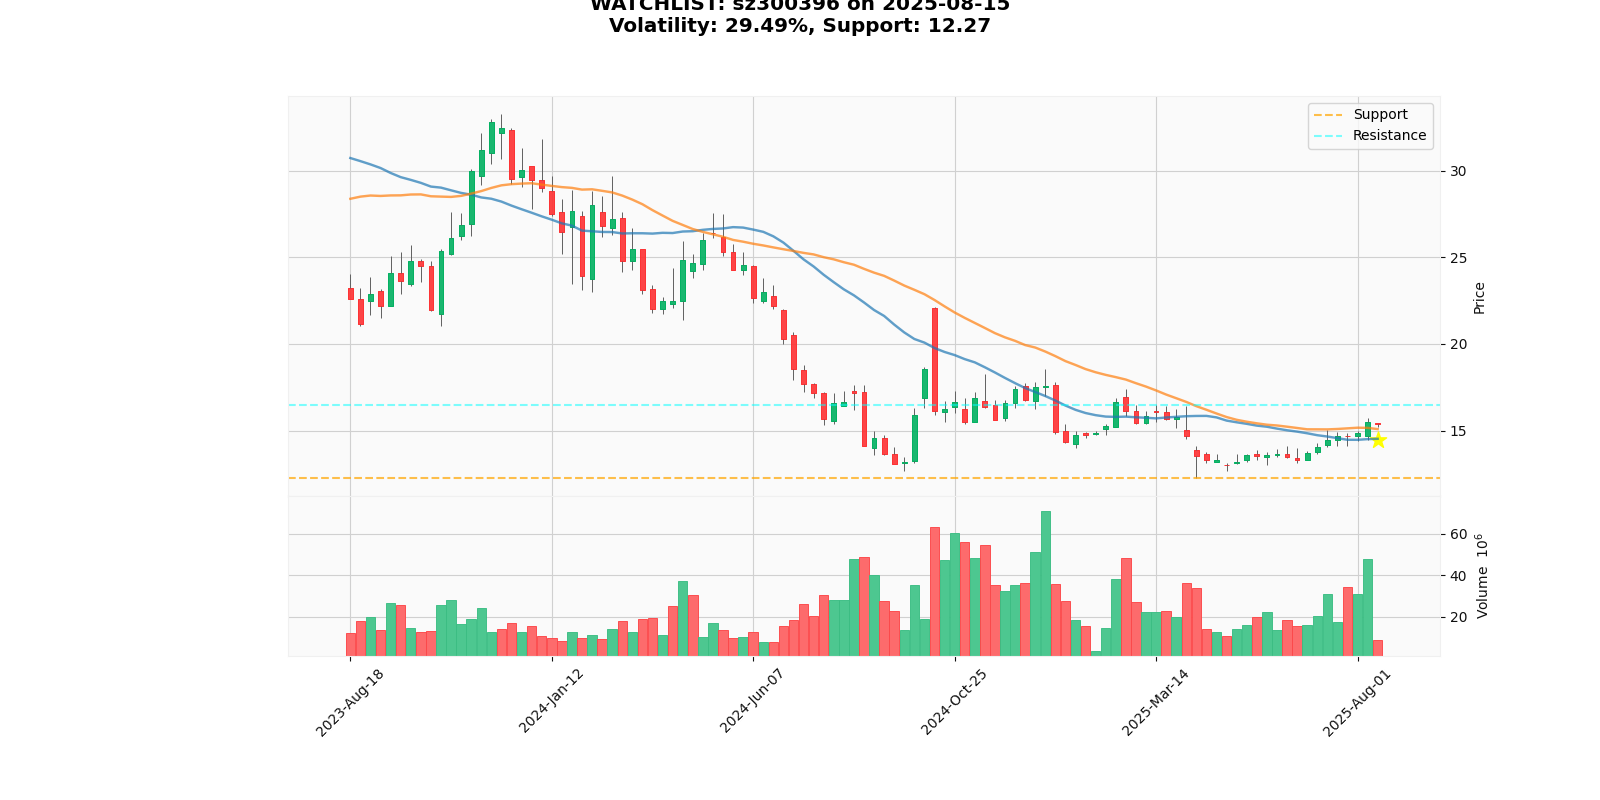 WATCHLIST: sz300396 on 2025-08-15
Volatility: 29.49%, Support: 12.27
Support
Resistance
30
25
20
15
Price
60
40
20
Volume 10^6
2023-Aug-18
2024-Jan-12
2024-Jun-07
2024-Oct-25
2025-Mar-14
2025-Aug-01